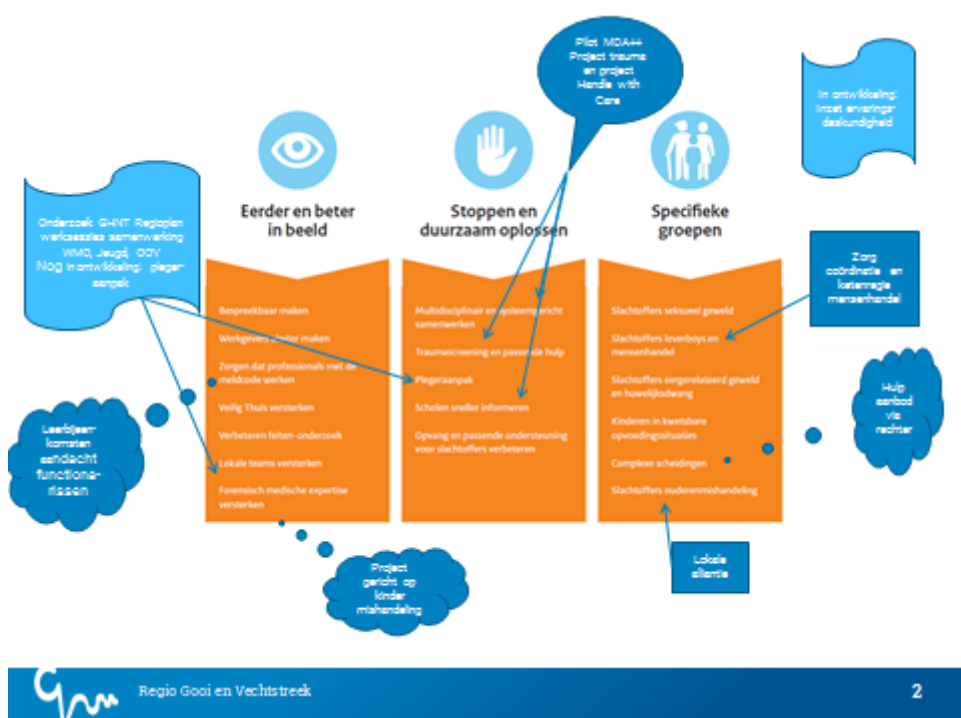 Pilot MDA++
Project trauma
en project
Handle with
Care
In ontwikkeling:
Inzet ervarings-
deskundigheid
Onderzoek GHNT Regioplan
werksessies samenwerking
WMO, Jeugd, OOV
Nog in ontwikkeling: pleger-
aanpak
Eerder en beter
in beeld
Stoppen en
duurzaam oplossen
Specifieke
groepen
Bespreekbaar maken
Werkgevers alerter maken
Zorgen dat professionals met de
meldcode werken
Veilig Thuis versterken
Verbeteren feiten-onderzoek
Lokale teams versterken
Forensisch medische expertise
versterken
Multidisciplinair en systeemgericht
samenwerken
Traumascreening en passende hulp
Plegeraanpak
Scholen sneller informeren
Opvang en passende ondersteuning
voor slachtoffers verbeteren
Slachtoffers seksueel geweld
Slachtoffers loverboys en
mensenhandel
Slachtoffers eergerelateerd geweld
en huwelijksdwang
Kinderen in kwetsbare
opvoedingssituaties
Complexe scheidingen
Slachtoffers ouderenmishandeling
Zorg
coördinatie en
ketenregie
mensenhandel
Hulp
aanbod
via
rechter
Leerbijeen-
komsten
aandacht
functiona-
rissen
Project
gericht op
kinder
mishandeling
Lokale
alliantie
Regio Gooi en Vechtstreek
2